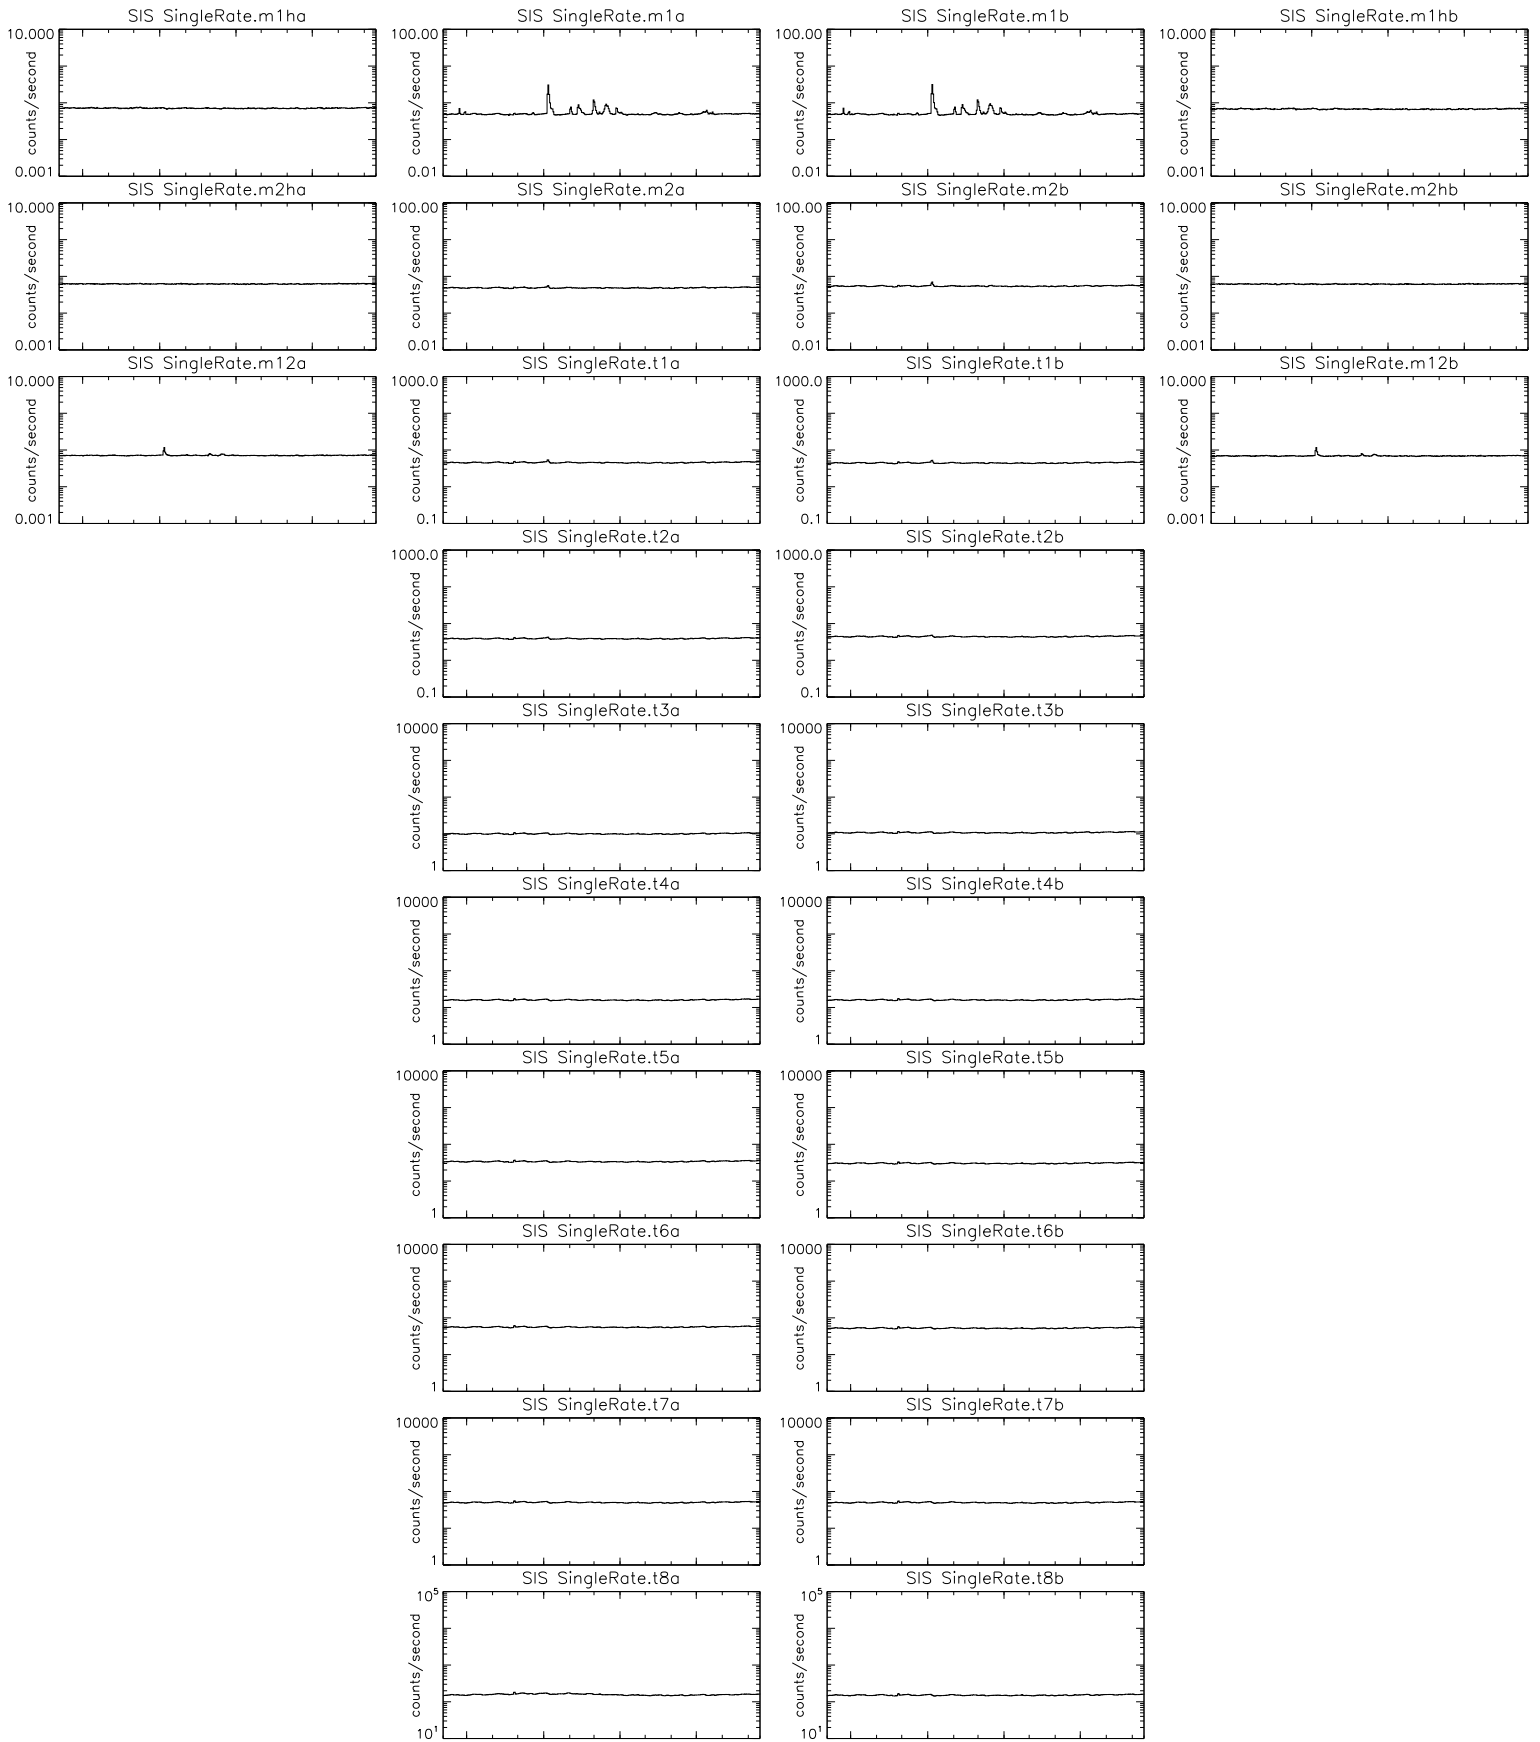 SIS SingleRate.m1ha
10.000
counts/second
0.001
SIS SingleRate.m1a
100.00
0.01
SIS SingleRate.m1b
100.00
0.01
SIS SingleRate.m1hb
10.000
counts/second
0.001
SIS SingleRate.m2ha
10.000
counts/second
0.001
SIS SingleRate.m2a
100.00
0.01
SIS SingleRate.m2b
100.00
0.01
SIS SingleRate.m2hb
10.000
counts/second
0.001
SIS SingleRate.m12a
10.000
counts/second
0.001
SIS SingleRate.t1a
1000.0
counts/second
0.1
SIS SingleRate.t1b
1000.0
counts/second
0.1
SIS SingleRate.m12b
10.000
counts/second
0.001
SIS SingleRate.t2a
1000.0
counts/second
0.1
SIS SingleRate.t2b
1000.0
counts/second
0.1
SIS SingleRate.t3a
10000
counts/second
1
SIS SingleRate.t3b
10000
counts/second
1
SIS SingleRate.t4a
10000
counts/second
1
SIS SingleRate.t4b
10000
counts/second
1
SIS SingleRate.t5a
10000
counts/second
1
SIS SingleRate.t5b
10000
counts/second
1
SIS SingleRate.t6a
10000
counts/second
1
SIS SingleRate.t6b
10000
counts/second
1
SIS SingleRate.t7a
10000
counts/second
1
SIS SingleRate.t7b
10000
counts/second
1
SIS SingleRate.t8a
10⁵
counts/second
10¹
SIS SingleRate.t8b
10⁵
counts/second
10¹